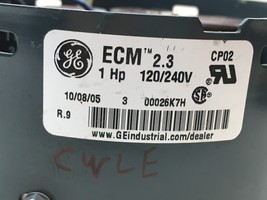 GE
ECM™ 2.3
CP02
1 Hp 120/240V
10/08/05 3 00026K7H
R.9
www.GEindustrial.com/dealer
CWLE